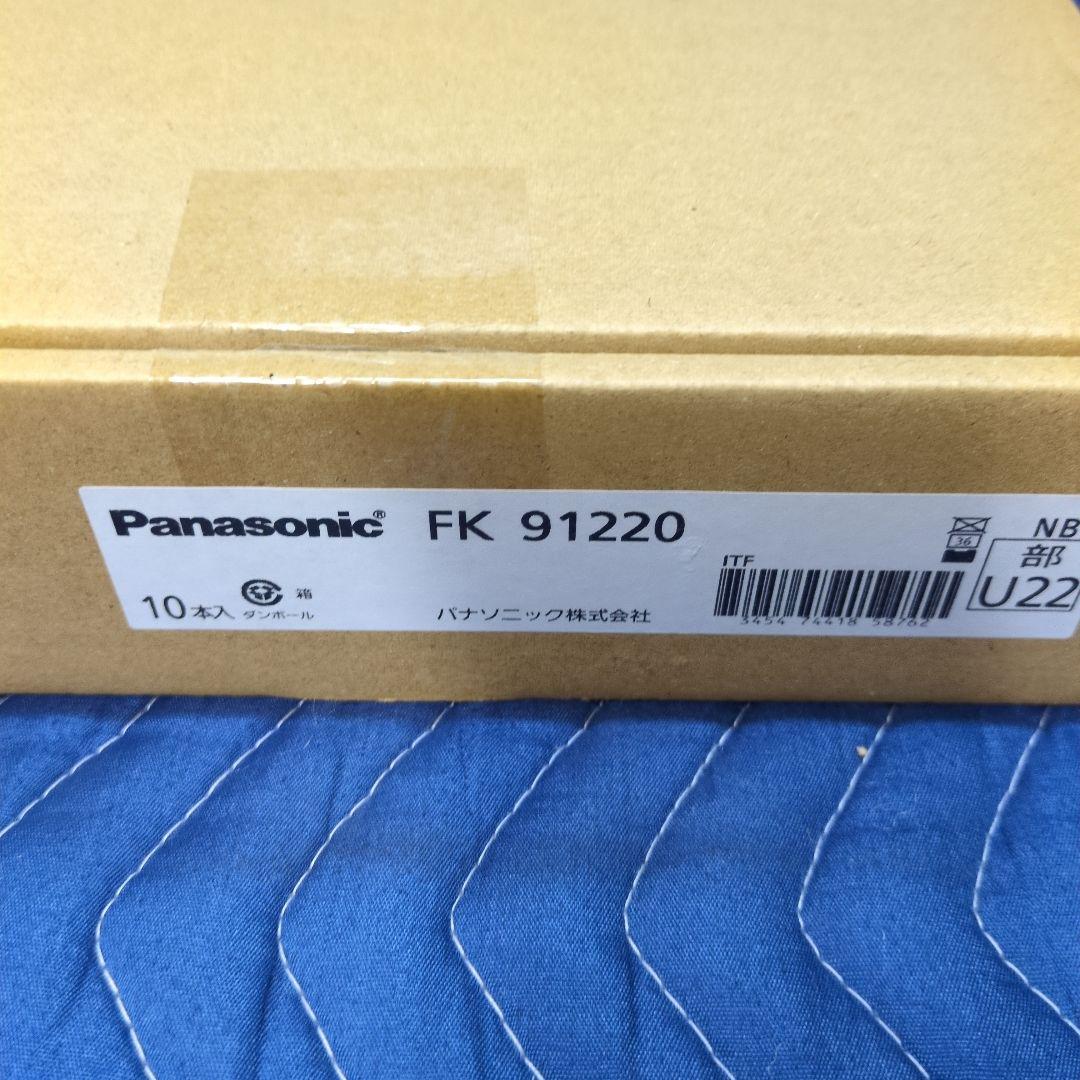 Panasonic® FK 91220
10本入
箱
ダンボール
パナソニック株式会社
ITF
3454 74418 58762
36
NB
部
U22